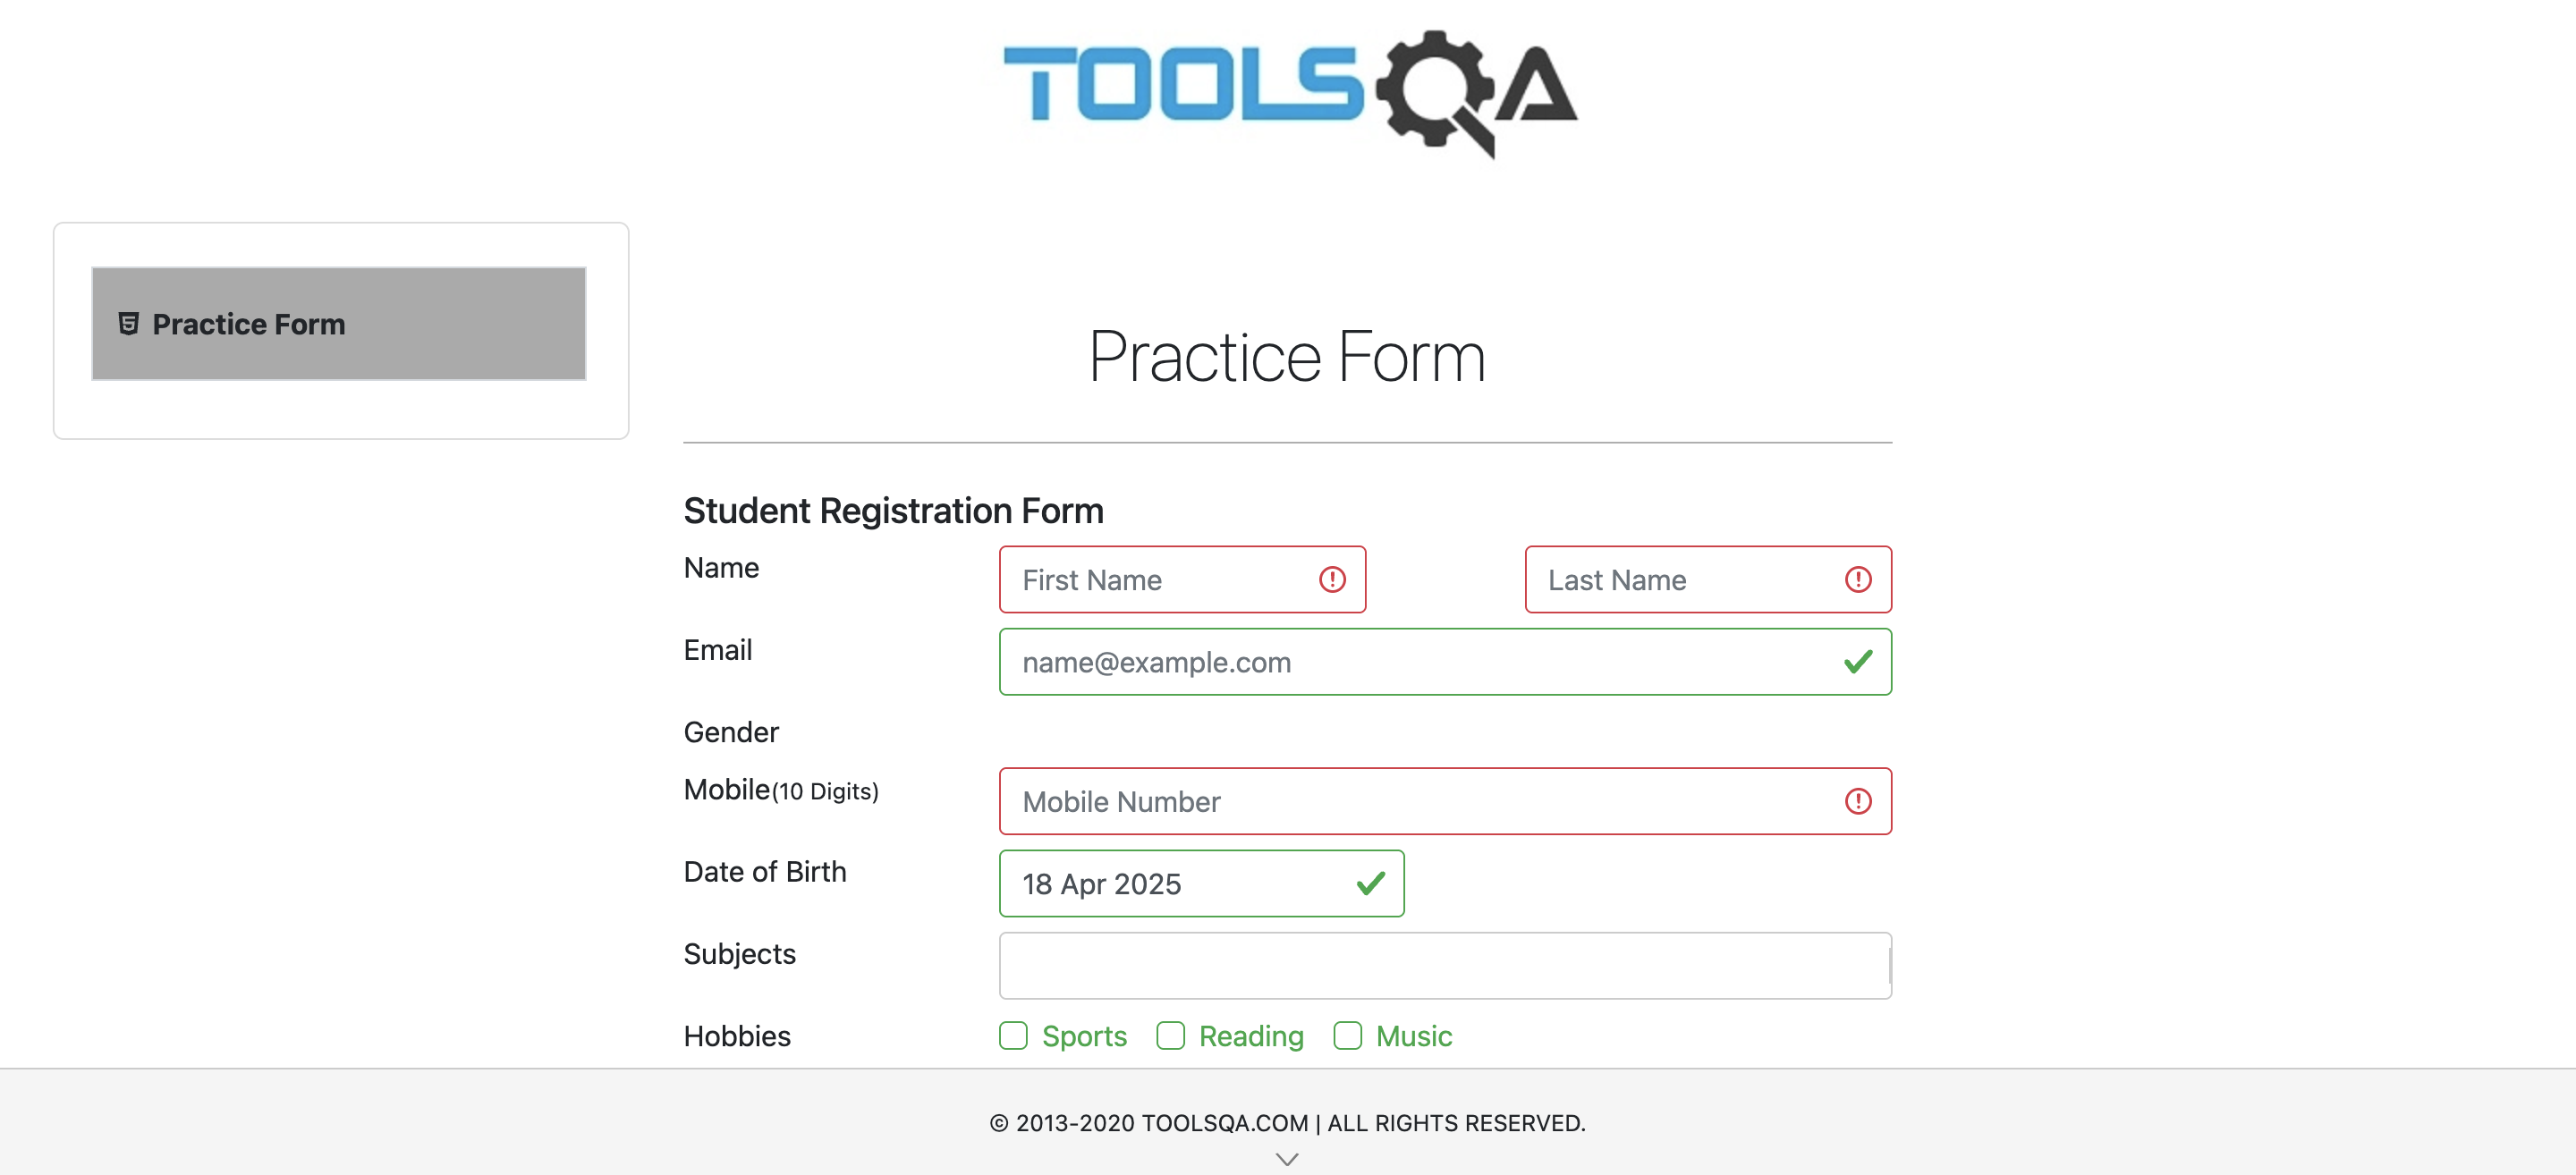 TOOLSQA
Practice Form
Practice Form
Student Registration Form
Name First Name Last Name
Email name@example.com
Gender
Mobile(10 Digits) Mobile Number
Date of Birth 18 Apr 2025
Subjects
Hobbies Sports Reading Music
© 2013-2020 TOOLSQA.COM | ALL RIGHTS RESERVED.